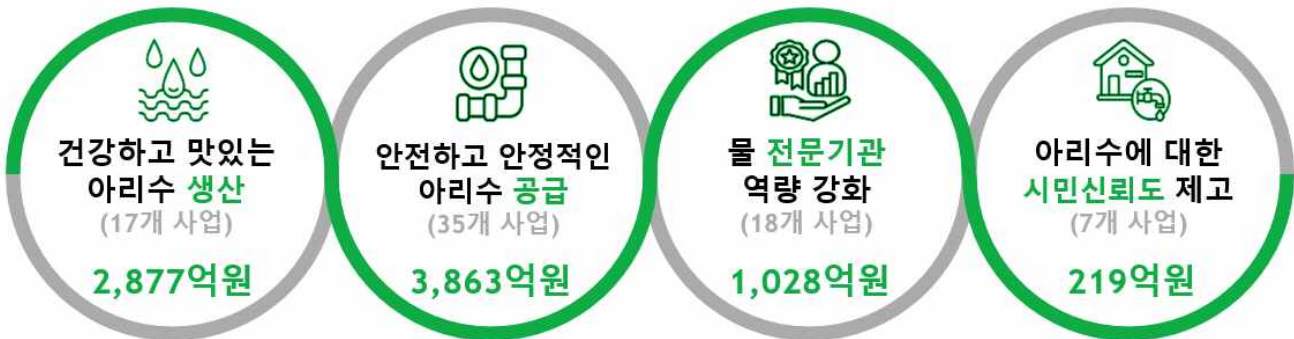 건강하고 맛있는
아리수 생산
(17개 사업)
2,877억원
안전하고 안정적인
아리수 공급
(35개 사업)
3,863억원
물 전문기관
역량 강화
(18개 사업)
1,028억원
아리수에 대한
시민신뢰도 제고
(7개 사업)
219억원